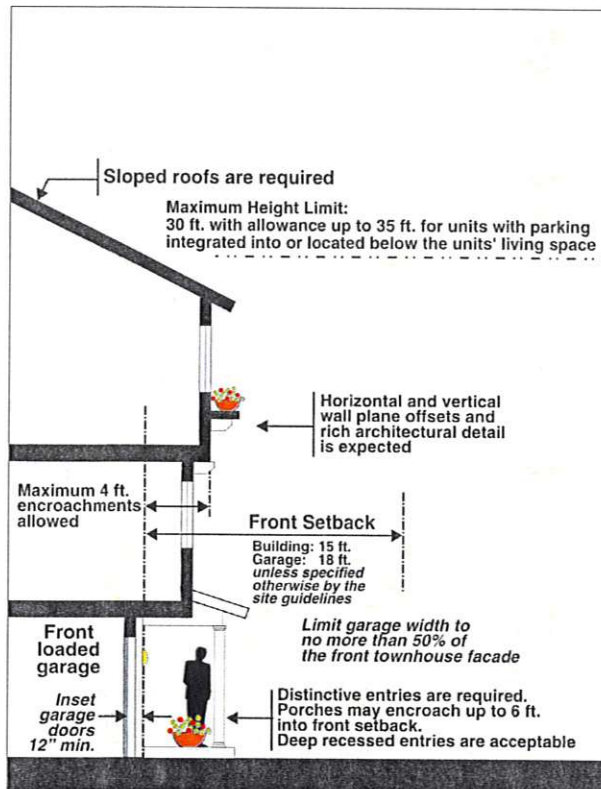 Sloped roofs are required
Maximum Height Limit:
30 ft. with allowance up to 35 ft. for units with parking
integrated into or located below the units' living space
Horizontal and vertical
wall plane offsets and
rich architectural detail
is expected
Maximum 4 ft.
encroachments
allowed
Front Setback
Building: 15 ft.
Garage: 18 ft.
unless specified
otherwise by the
site guidelines
Limit garage width to
no more than 50% of
the front townhouse facade
Front
loaded
garage
Inset
garage
doors
12" min.
Distinctive entries are required.
Porches may encroach up to 6 ft.
into front setback.
Deep recessed entries are acceptable